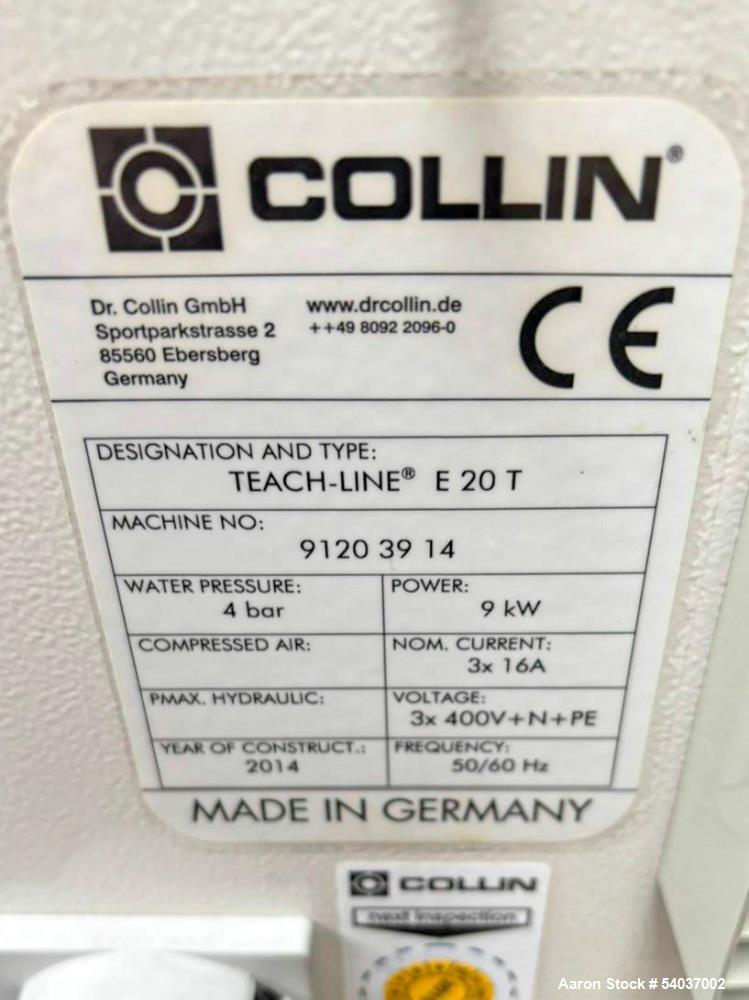 COLLIN®
Dr. Collin GmbH
Sportparkstrasse 2
85560 Ebersberg
Germany
www.drcollin.de
++49 8092 2096-0
CE
DESIGNATION AND TYPE:
TEACH-LINE® E 20 T
MACHINE NO:
9120 39 14
WATER PRESSURE:
4 bar
POWER:
9 kW
COMPRESSED AIR:
NOM. CURRENT:
3x 16A
PMAX. HYDRAULIC:
VOLTAGE:
3x 400V+N+PE
YEAR OF CONSTRUCT.:
2014
FREQUENCY:
50/60 Hz
MADE IN GERMANY
COLLIN
next inspection
Aaron Stock # 54037002